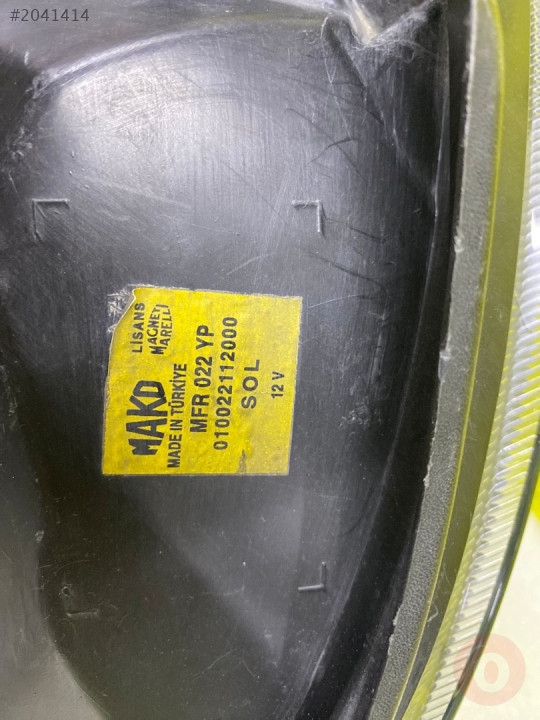 #2041414
MAKO
LİSANS
MAGNETİ
MARELLİ
MADE IN TÜRKİYE
MFR 022 YP
010022112000
SOL
12 V